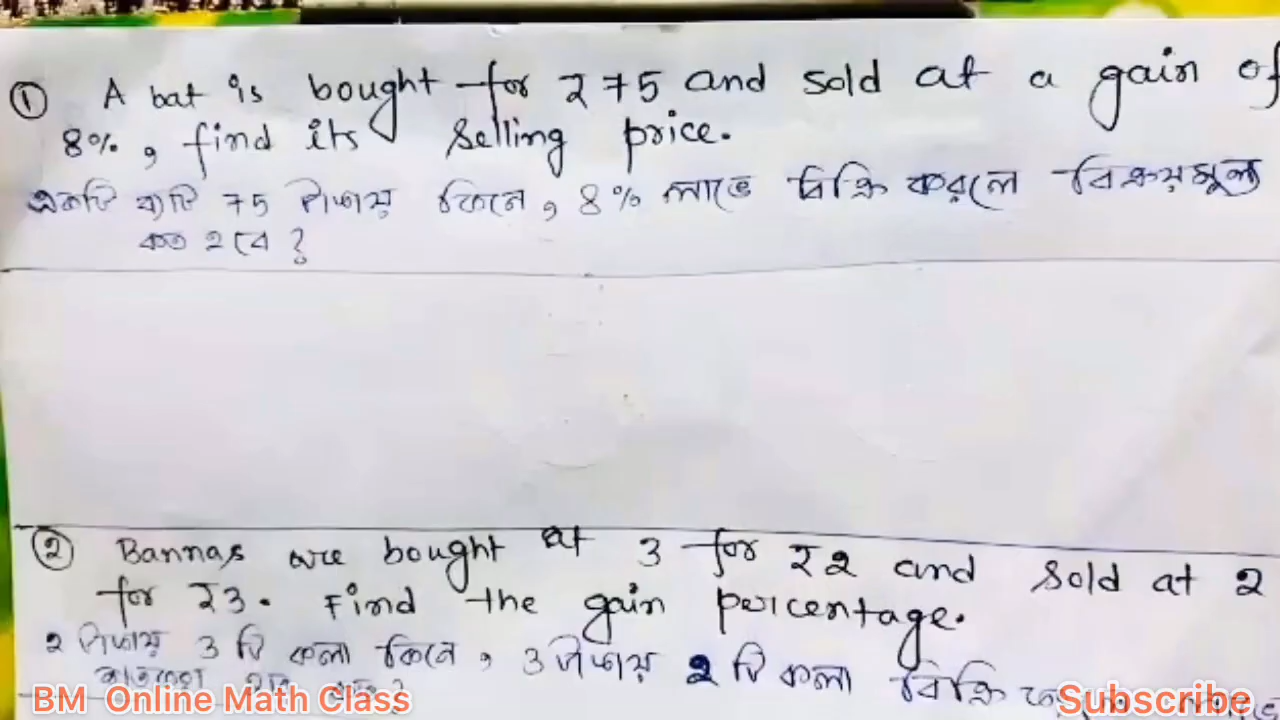 ① A bat is bought for ₹75 and sold at a gain of
8%, find its selling price.
একটি ব্যাট 75 টাকায় কিনে, 8% লাভে বিক্রি করলে বিক্রয়মূল্য
কত হবে?
② Bannas are bought at 3 for ₹2 and sold at 2
for ₹3. Find the gain percentage.
2 টাকায় 3 টি কলা কিনে, 3 টাকায় 2 টি কলা বিক্রি
BM Online Math Class
Subscribe